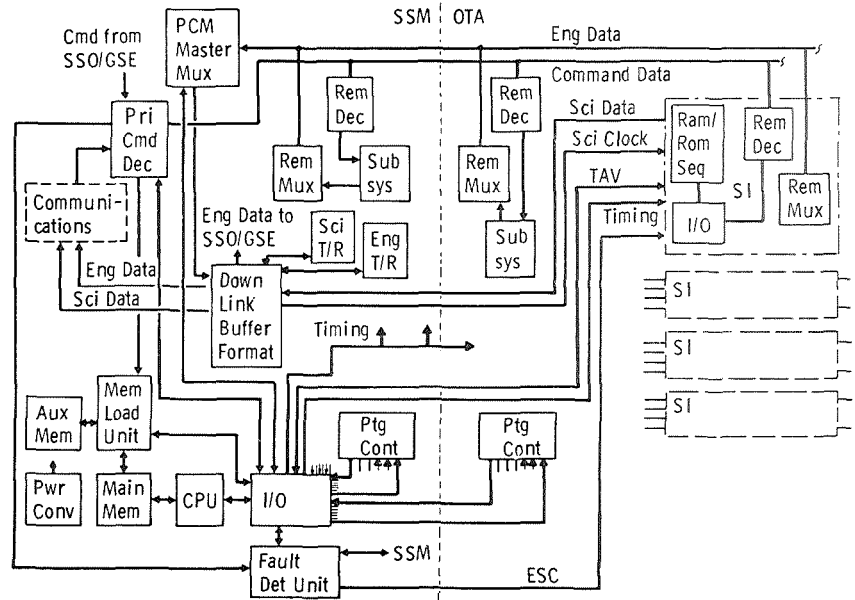 SSM
OTA
PCM
Master
Mux
Cmd from
SSO/GSE
Eng Data
Command Data
Pri
Cmd
Dec
Rem
Dec
Rem
Dec
Sci Data
Sci Clock
TAV
Timing
Ram/
Rom
Seq
Rem
Dec
SI
I/O
Rem
Mux
Rem
Mux
Sub
sys
Rem
Mux
Sub
sys
Communi-
cations
Eng Data to
SSO/GSE
Sci
T/R
Eng
T/R
Eng Data
Sci Data
Down
Link
Buffer
Format
SI
SI
SI
Timing
Aux
Mem
Mem
Load
Unit
Ptg
Cont
Ptg
Cont
Pwr
Conv
Main
Mem
CPU
I/O
Fault
Det Unit
SSM
ESC